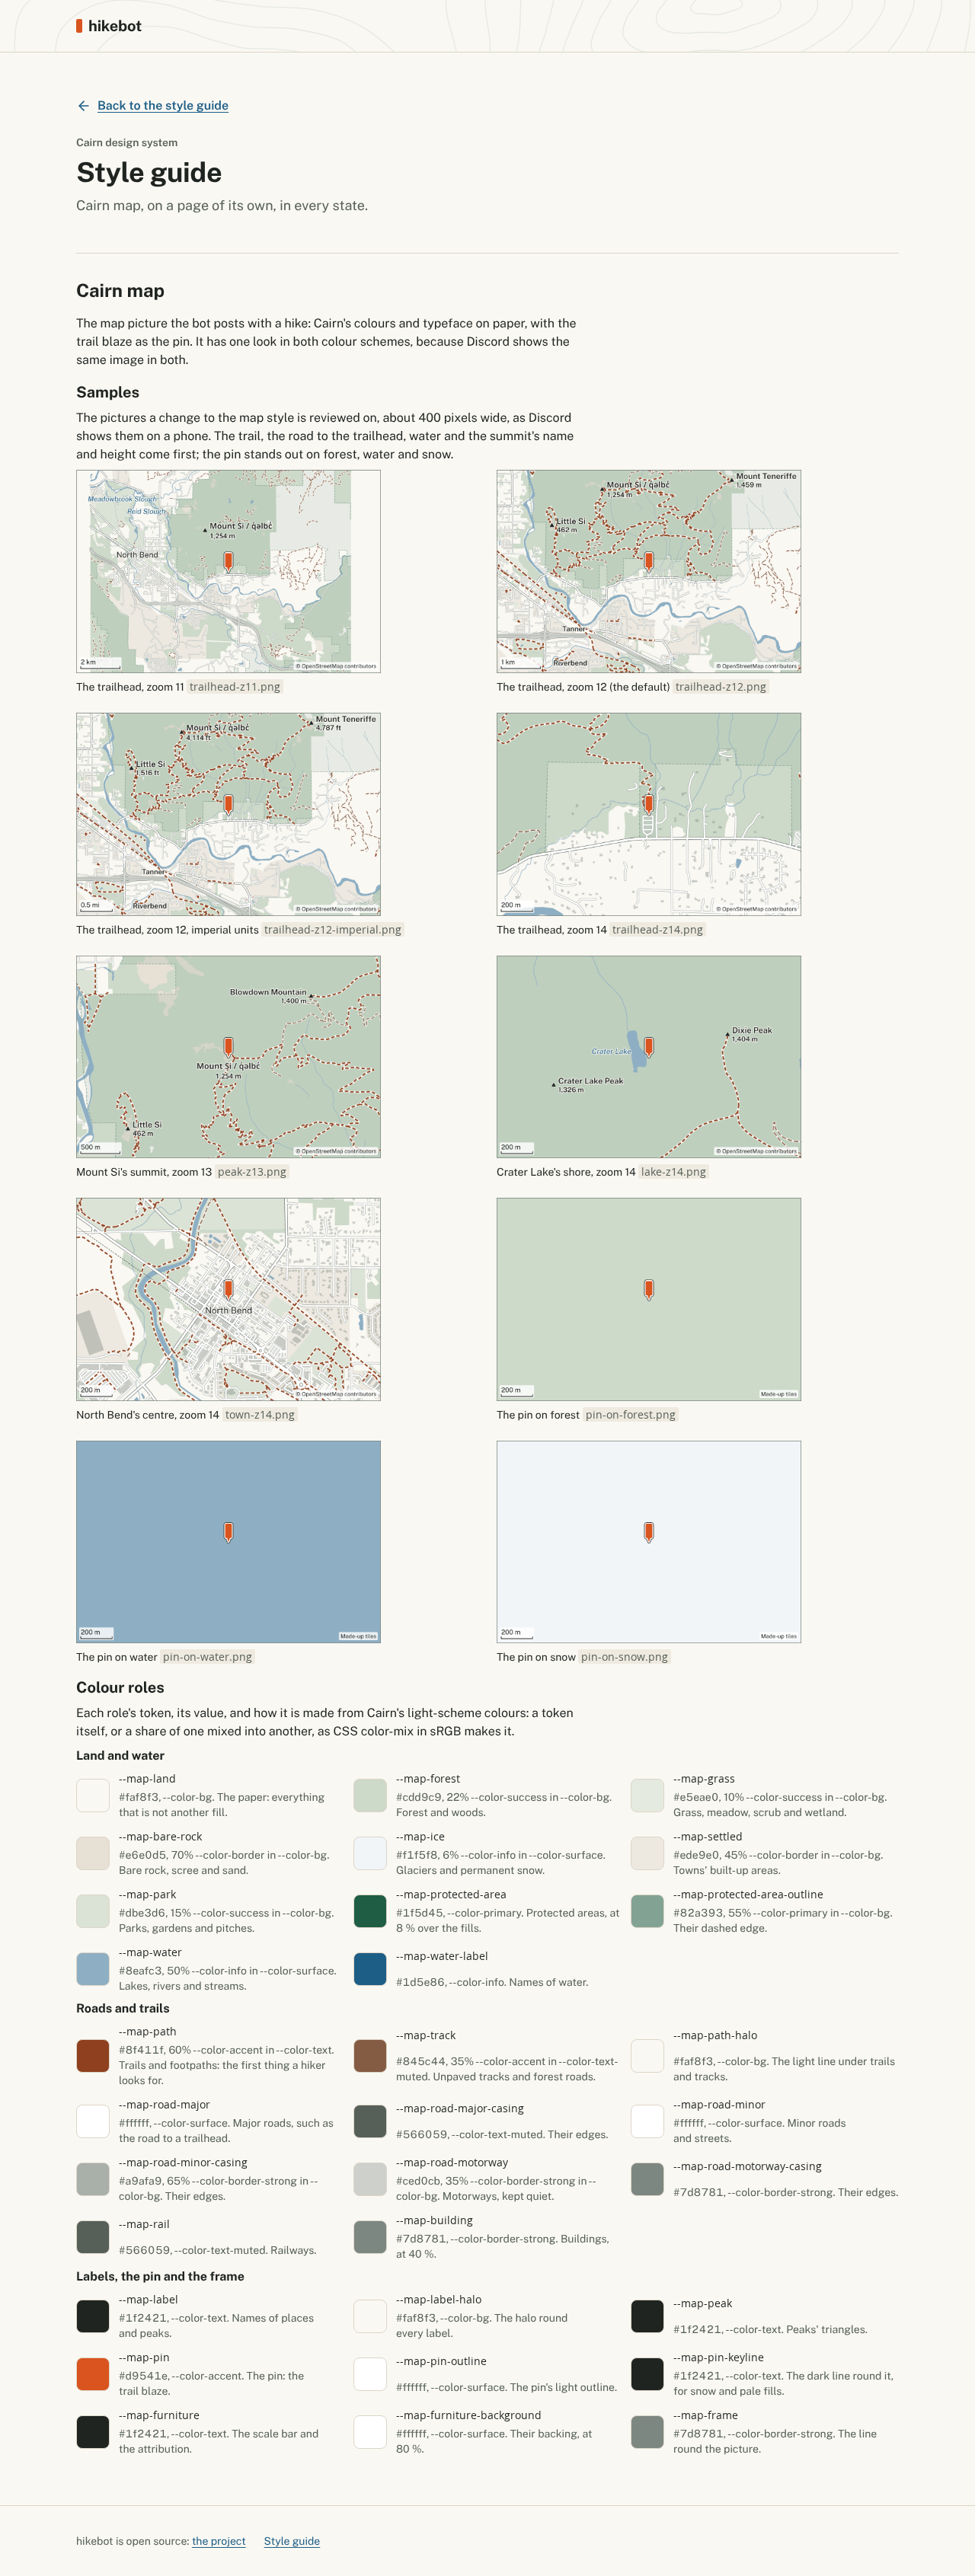 hikebot
Back to the style guide
Cairn design system
Style guide
Cairn map, on a page of its own, in every state.
Cairn map
The map picture the bot posts with a hike: Cairn's colours and typeface on paper, with the
trail blaze as the pin. It has one look in both colour schemes, because Discord shows the
same image in both.
Samples
The pictures a change to the map style is reviewed on, about 400 pixels wide, as Discord
shows them on a phone. The trail, the road to the trailhead, water and the summit's name
and height come first; the pin stands out on forest, water and snow.
Meadowbrook Slough
Reid Slough
Mount Si / q̓əlbc̓
1,254 m
North Bend
2 km
© OpenStreetMap contributors
The trailhead, zoom 11 trailhead-z11.png
Mount Teneriffe
1,459 m
Mount Si / q̓əlbc̓
1,254 m
Little Si
462 m
Tanner
Riverbend
1 km
© OpenStreetMap contributors
The trailhead, zoom 12 (the default) trailhead-z12.png
Mount Teneriffe
4,787 ft
Mount Si / q̓əlbc̓
4,114 ft
Little Si
1,516 ft
Tanner
Riverbend
0.5 mi
© OpenStreetMap contributors
The trailhead, zoom 12, imperial units trailhead-z12-imperial.png
200 m
© OpenStreetMap contributors
The trailhead, zoom 14 trailhead-z14.png
Blowdown Mountain
1,400 m
Mount Si / q̓əlbc̓
1,254 m
Little Si
462 m
500 m
© OpenStreetMap contributors
Mount Si's summit, zoom 13 peak-z13.png
Dixie Peak
1,404 m
Crater Lake
Crater Lake Peak
1,326 m
200 m
© OpenStreetMap contributors
Crater Lake's shore, zoom 14 lake-z14.png
North Bend
200 m
© OpenStreetMap contributors
North Bend's centre, zoom 14 town-z14.png
200 m
Made-up tiles
The pin on forest pin-on-forest.png
200 m
Made-up tiles
The pin on water pin-on-water.png
200 m
Made-up tiles
The pin on snow pin-on-snow.png
Colour roles
Each role's token, its value, and how it is made from Cairn's light-scheme colours: a token
itself, or a share of one mixed into another, as CSS color-mix in sRGB makes it.
Land and water
--map-land
#faf8f3, --color-bg. The paper: everything
that is not another fill.
--map-forest
#cdd9c9, 22% --color-success in --color-bg.
Forest and woods.
--map-grass
#e5eae0, 10% --color-success in --color-bg.
Grass, meadow, scrub and wetland.
--map-bare-rock
#e6e0d5, 70% --color-border in --color-bg.
Bare rock, scree and sand.
--map-ice
#f1f5f8, 6% --color-info in --color-surface.
Glaciers and permanent snow.
--map-settled
#ede9e0, 45% --color-border in --color-bg.
Towns' built-up areas.
--map-park
#dbe3d6, 15% --color-success in --color-bg.
Parks, gardens and pitches.
--map-protected-area
#1f5d45, --color-primary. Protected areas, at
8 % over the fills.
--map-protected-area-outline
#82a393, 55% --color-primary in --color-bg.
Their dashed edge.
--map-water
#8eafc3, 50% --color-info in --color-surface.
Lakes, rivers and streams.
--map-water-label
#1d5e86, --color-info. Names of water.
Roads and trails
--map-path
#8f411f, 60% --color-accent in --color-text.
Trails and footpaths: the first thing a hiker
looks for.
--map-track
#845c44, 35% --color-accent in --color-text-
muted. Unpaved tracks and forest roads.
--map-path-halo
#faf8f3, --color-bg. The light line under trails
and tracks.
--map-road-major
#ffffff, --color-surface. Major roads, such as
the road to a trailhead.
--map-road-major-casing
#566059, --color-text-muted. Their edges.
--map-road-minor
#ffffff, --color-surface. Minor roads
and streets.
--map-road-minor-casing
#a9afa9, 65% --color-border-strong in --
color-bg. Their edges.
--map-road-motorway
#ced0cb, 35% --color-border-strong in --
color-bg. Motorways, kept quiet.
--map-road-motorway-casing
#7d8781, --color-border-strong. Their edges.
--map-rail
#566059, --color-text-muted. Railways.
--map-building
#7d8781, --color-border-strong. Buildings,
at 40 %.
Labels, the pin and the frame
--map-label
#1f2421, --color-text. Names of places
and peaks.
--map-label-halo
#faf8f3, --color-bg. The halo round
every label.
--map-peak
#1f2421, --color-text. Peaks' triangles.
--map-pin
#d9541e, --color-accent. The pin: the
trail blaze.
--map-pin-outline
#ffffff, --color-surface. The pin's light outline.
--map-pin-keyline
#1f2421, --color-text. The dark line round it,
for snow and pale fills.
--map-furniture
#1f2421, --color-text. The scale bar and
the attribution.
--map-furniture-background
#ffffff, --color-surface. Their backing, at
80 %.
--map-frame
#7d8781, --color-border-strong. The line
round the picture.
hikebot is open source: the project
Style guide